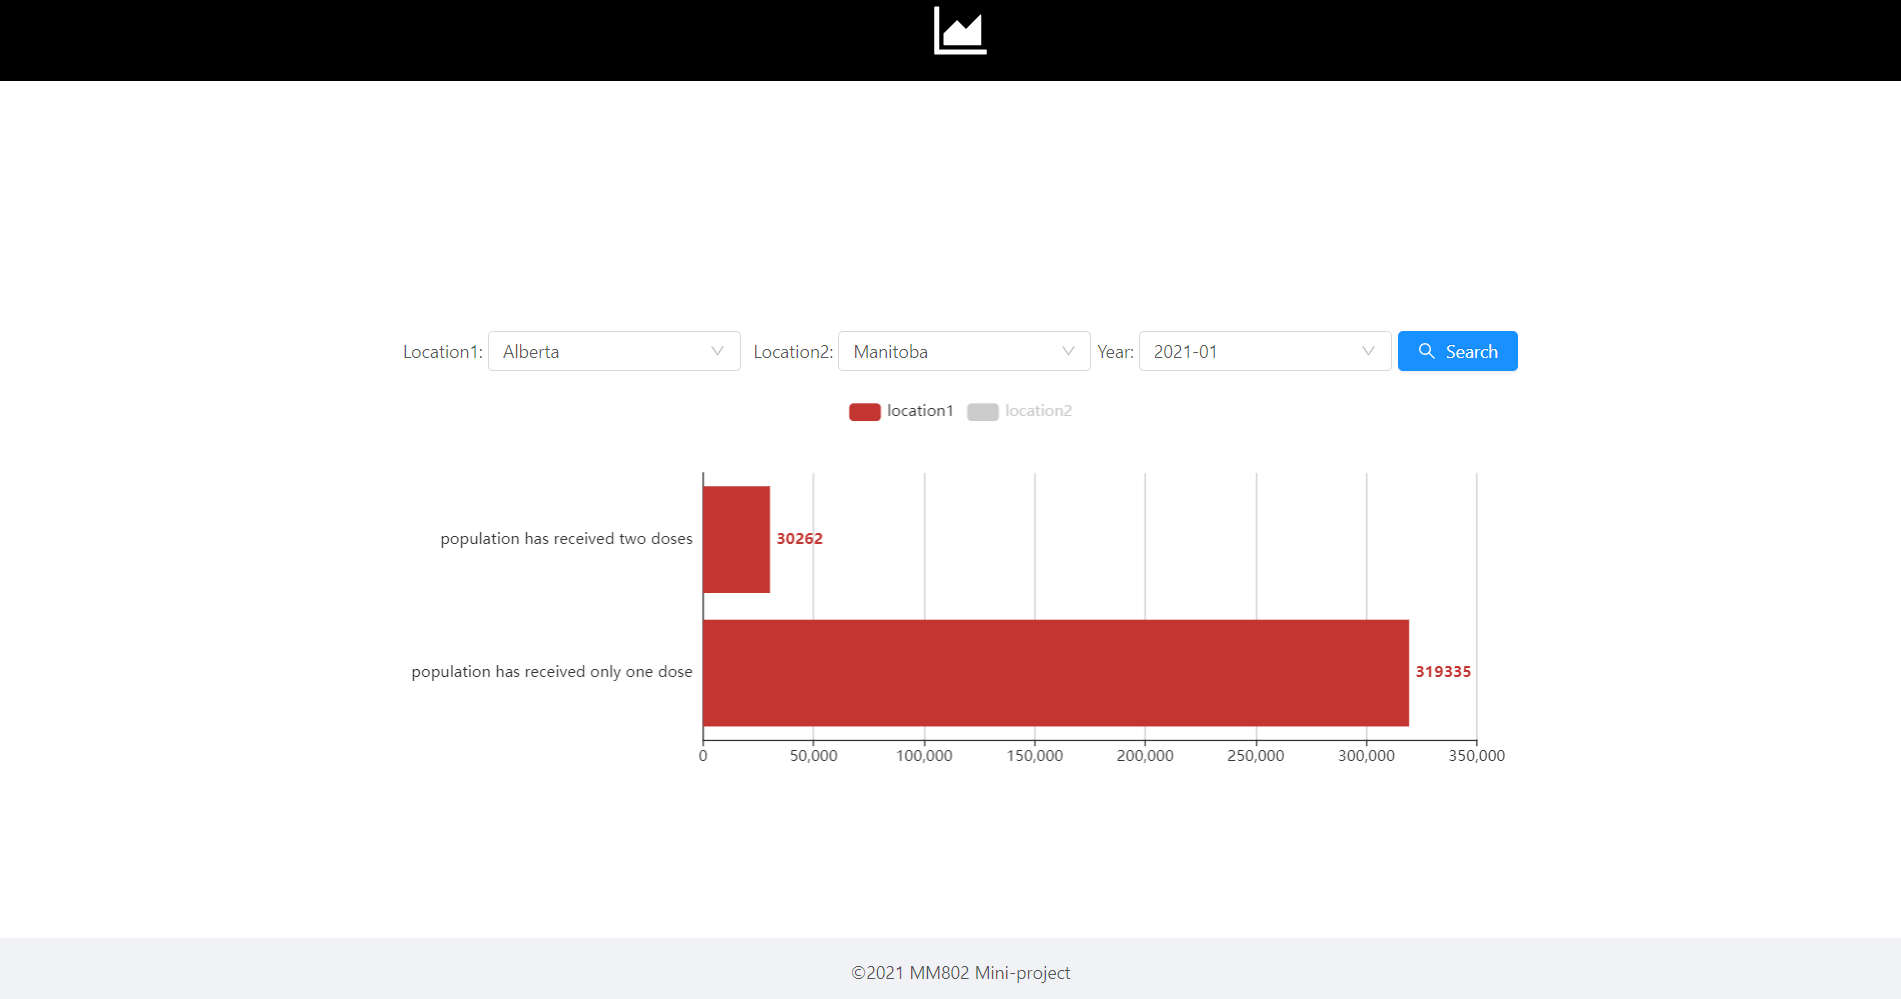 Location1: Alberta Location2: Manitoba Year: 2021-01 Search
location1 location2
population has received two doses 30262
population has received only one dose 319335
0 50,000 100,000 150,000 200,000 250,000 300,000 350,000
©2021 MM802 Mini-project